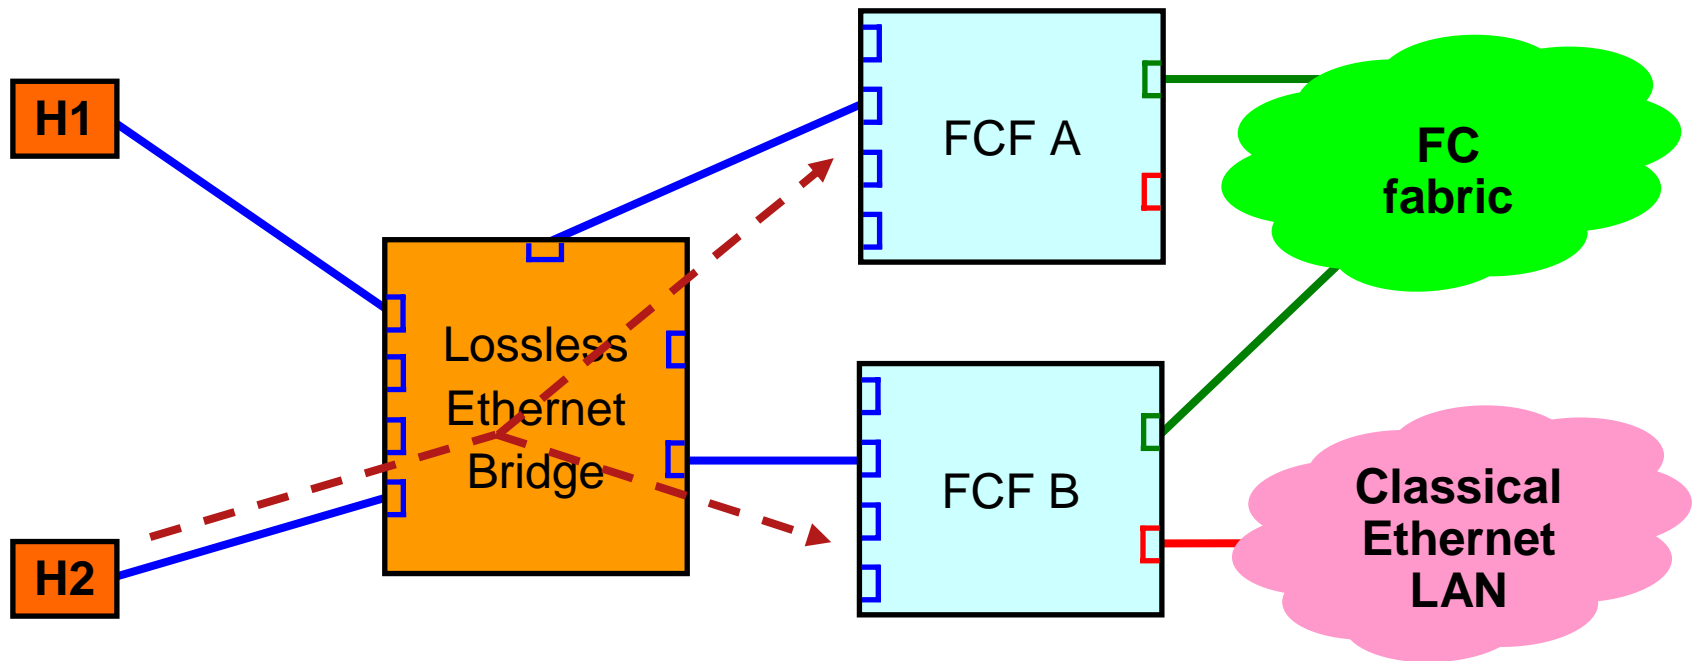 H1
FCF A
FC
fabric
Lossless
Ethernet
Bridge
FCF B
Classical
Ethernet
LAN
H2